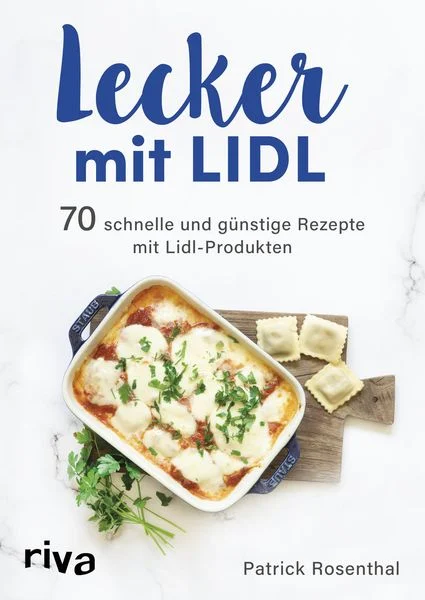 Lecker
mit LIDL
70 schnelle und günstige Rezepte
mit Lidl-Produkten
STAUB
STAUB
riva
Patrick Rosenthal